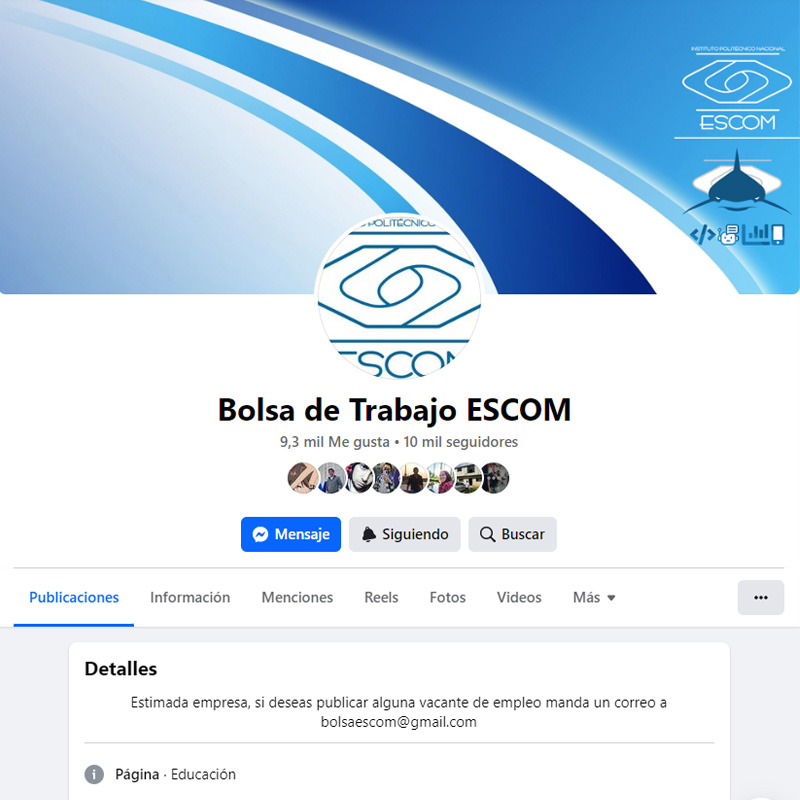 INSTITUTO POLITÉCNICO NACIONAL
ESCOM
</>
POLITÉCNICO
ESCOM
Bolsa de Trabajo ESCOM
9,3 mil Me gusta • 10 mil seguidores
Mensaje
Siguiendo
Buscar
Publicaciones
Información
Menciones
Reels
Fotos
Videos
Más
Detalles
Estimada empresa, si deseas publicar alguna vacante de empleo manda un correo a
bolsaescom@gmail.com
Página · Educación